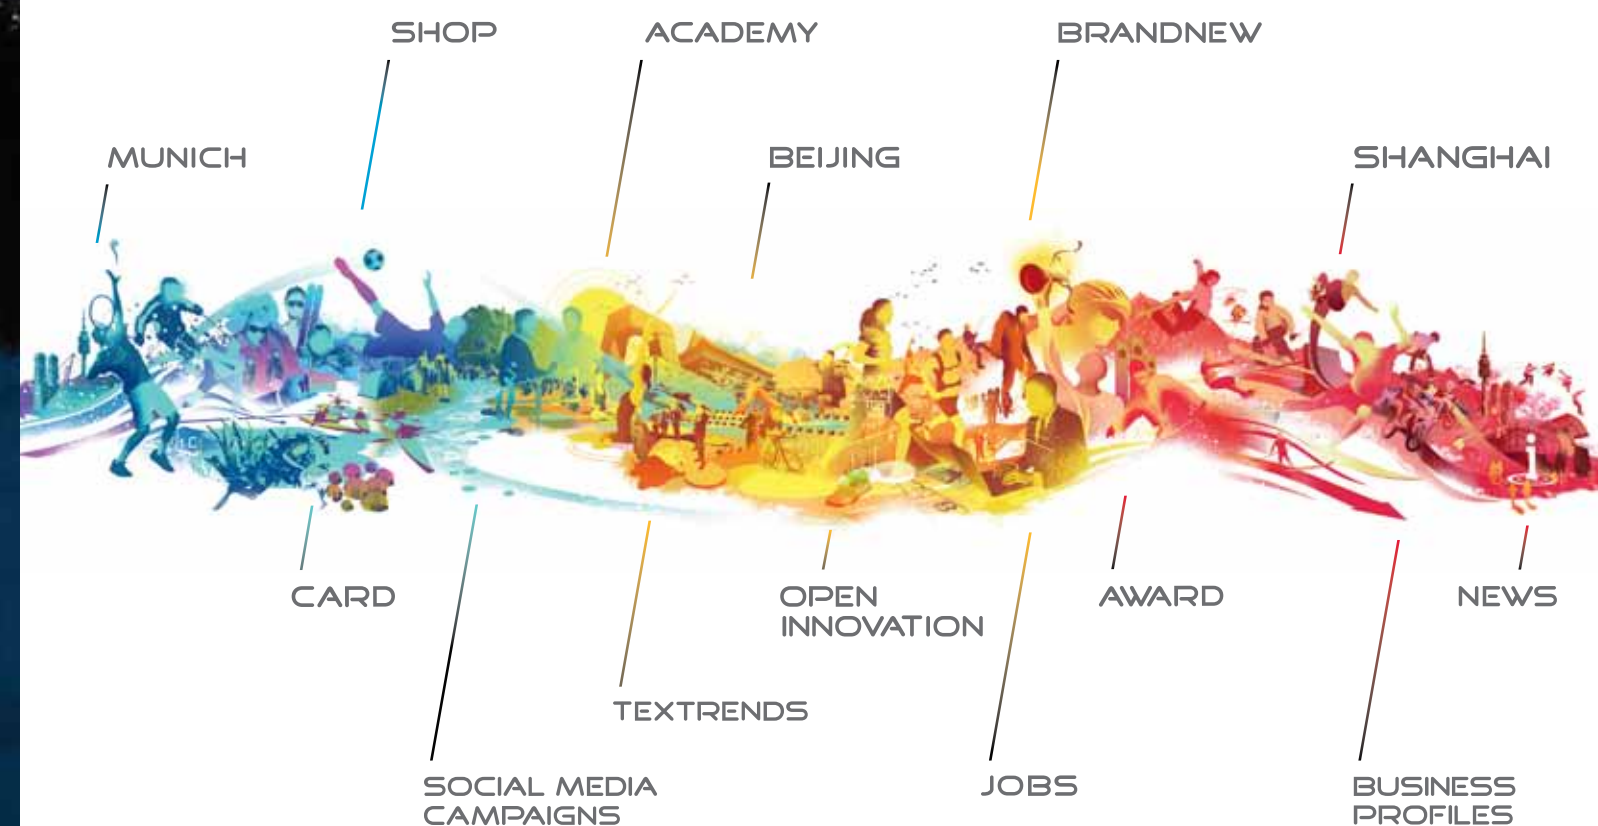 SHOP
ACADEMY
BRANDNEW
MUNICH
BEIJING
SHANGHAI
CARD
OPEN
INNOVATION
AWARD
NEWS
TEXTRENDS
SOCIAL MEDIA
CAMPAIGNS
JOBS
BUSINESS
PROFILES